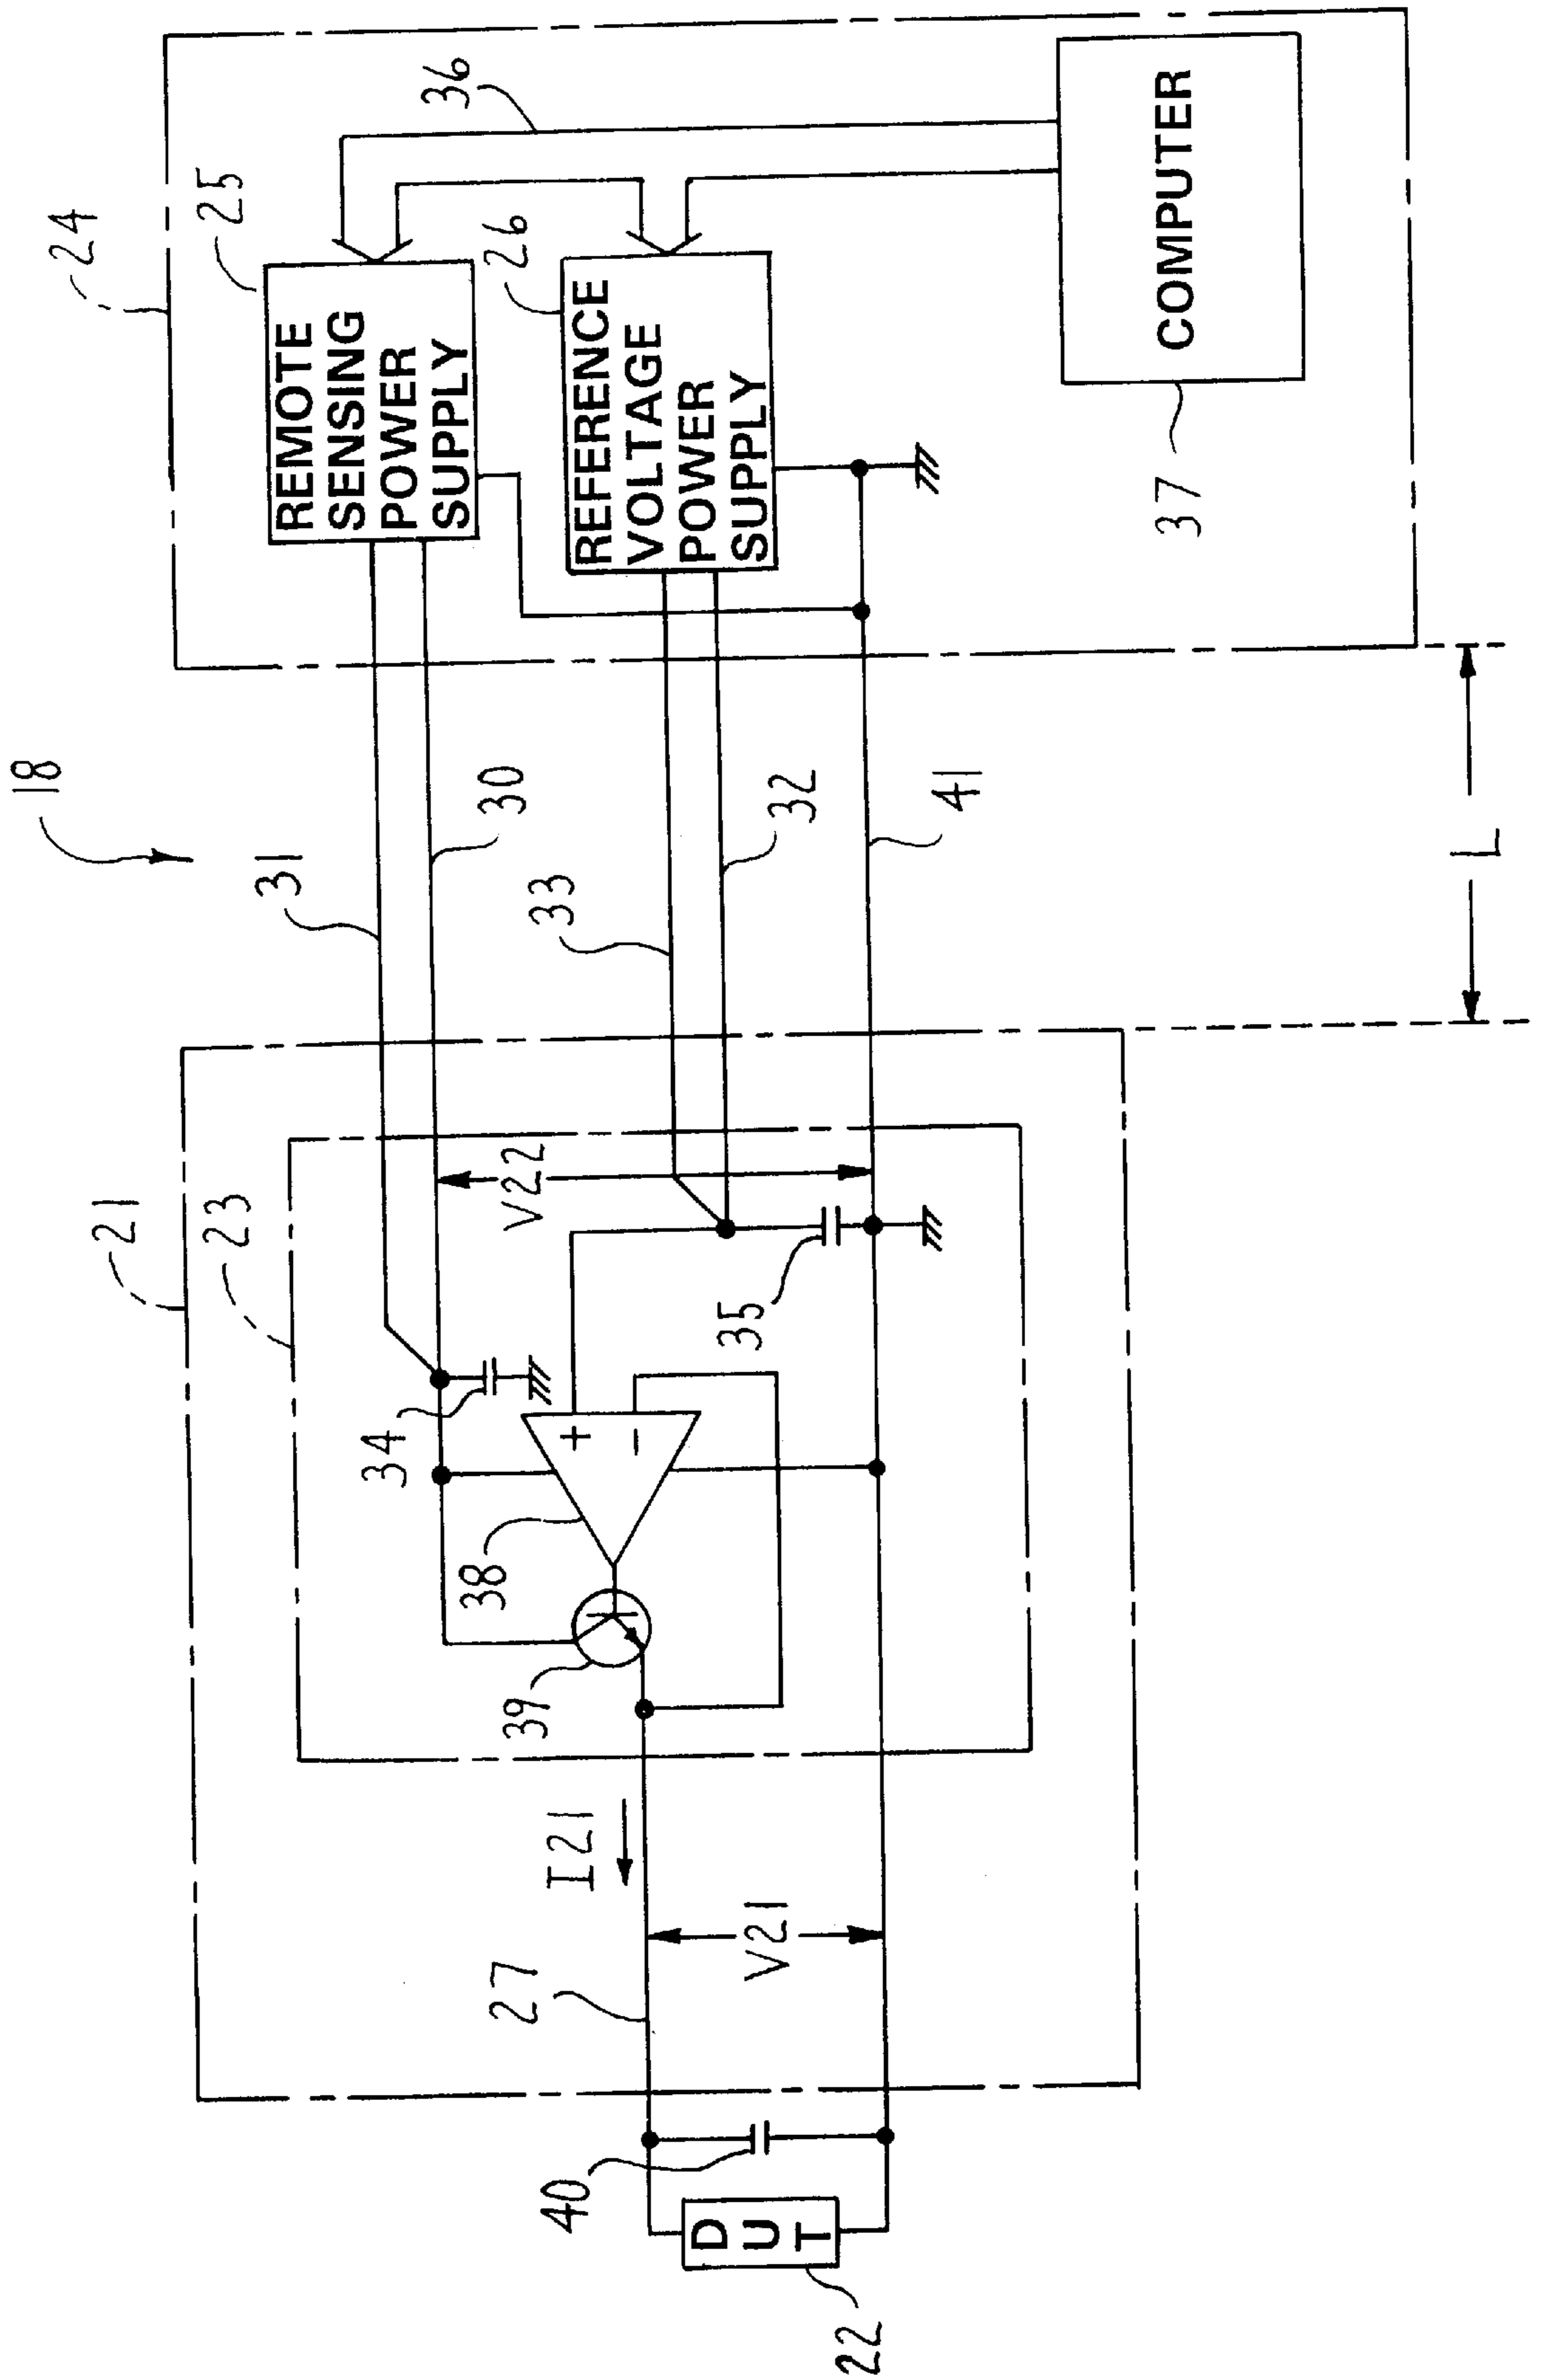 18
24
25
REMOTE
SENSING
POWER
SUPPLY
36
26
REFERENCE
VOLTAGE
POWER
SUPPLY
COMPUTER
37
31
30
33
32
41
L
21
23
V22
34
35
+
−
38
39
I21
27
V21
40
DUT
22